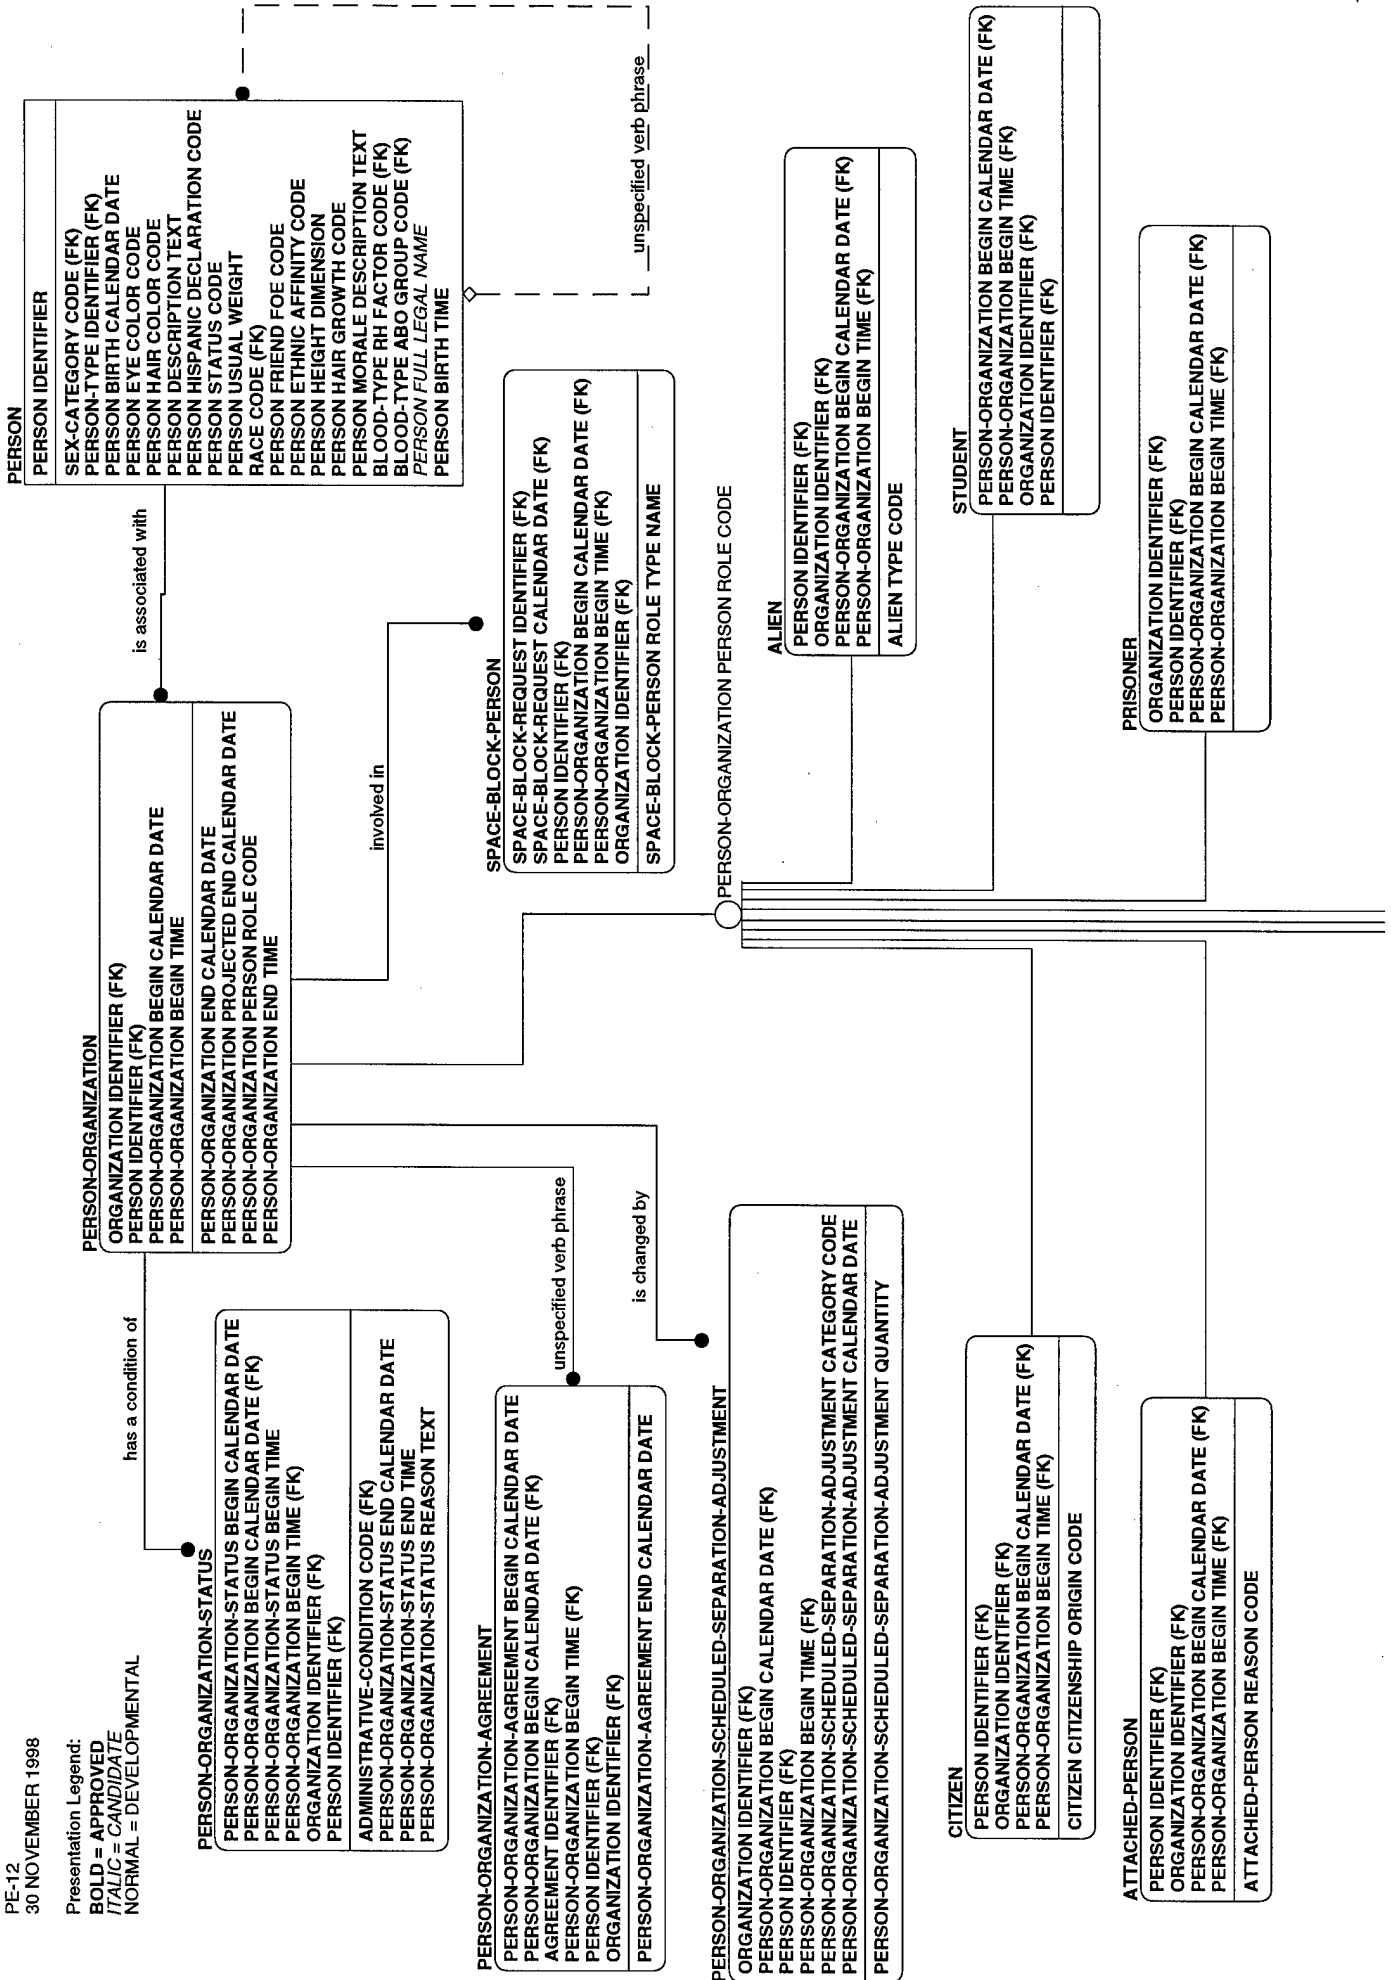 PE-12
30 NOVEMBER 1998
Presentation Legend:
BOLD = APPROVED
ITALIC = CANDIDATE
NORMAL = DEVELOPMENTAL
has a condition of
PERSON-ORGANIZATION-STATUS
PERSON-ORGANIZATION-STATUS BEGIN CALENDAR DATE
PERSON-ORGANIZATION BEGIN CALENDAR DATE (FK)
PERSON-ORGANIZATION-STATUS BEGIN TIME
PERSON-ORGANIZATION BEGIN TIME (FK)
ORGANIZATION IDENTIFIER (FK)
PERSON IDENTIFIER (FK)
ADMINISTRATIVE-CONDITION CODE (FK)
PERSON-ORGANIZATION-STATUS END CALENDAR DATE
PERSON-ORGANIZATION-STATUS END TIME
PERSON-ORGANIZATION-STATUS REASON TEXT
PERSON-ORGANIZATION
ORGANIZATION IDENTIFIER (FK)
PERSON IDENTIFIER (FK)
PERSON-ORGANIZATION BEGIN CALENDAR DATE
PERSON-ORGANIZATION BEGIN TIME
PERSON-ORGANIZATION END CALENDAR DATE
PERSON-ORGANIZATION PROJECTED END CALENDAR DATE
PERSON-ORGANIZATION PERSON ROLE CODE
PERSON-ORGANIZATION END TIME
is associated with
PERSON
PERSON IDENTIFIER
SEX-CATEGORY CODE (FK)
PERSON-TYPE IDENTIFIER (FK)
PERSON BIRTH CALENDAR DATE
PERSON EYE COLOR CODE
PERSON HAIR COLOR CODE
PERSON DESCRIPTION TEXT
PERSON HISPANIC DECLARATION CODE
PERSON STATUS CODE
PERSON USUAL WEIGHT
RACE CODE (FK)
PERSON FRIEND FOE CODE
PERSON ETHNIC AFFINITY CODE
PERSON HEIGHT DIMENSION
PERSON HAIR GROWTH CODE
PERSON MORALE DESCRIPTION TEXT
BLOOD-TYPE RH FACTOR CODE (FK)
BLOOD-TYPE ABO GROUP CODE (FK)
PERSON FULL LEGAL NAME
PERSON BIRTH TIME
unspecified verb phrase
involved in
SPACE-BLOCK-PERSON
SPACE-BLOCK-REQUEST IDENTIFIER (FK)
SPACE-BLOCK-REQUEST CALENDAR DATE (FK)
PERSON IDENTIFIER (FK)
PERSON-ORGANIZATION BEGIN CALENDAR DATE (FK)
PERSON-ORGANIZATION BEGIN TIME (FK)
ORGANIZATION IDENTIFIER (FK)
SPACE-BLOCK-PERSON ROLE TYPE NAME
unspecified verb phrase
PERSON-ORGANIZATION-AGREEMENT
PERSON-ORGANIZATION-AGREEMENT BEGIN CALENDAR DATE
PERSON-ORGANIZATION BEGIN CALENDAR DATE (FK)
AGREEMENT IDENTIFIER (FK)
PERSON-ORGANIZATION BEGIN TIME (FK)
PERSON IDENTIFIER (FK)
ORGANIZATION IDENTIFIER (FK)
PERSON-ORGANIZATION-AGREEMENT END CALENDAR DATE
is changed by
PERSON-ORGANIZATION-SCHEDULED-SEPARATION-ADJUSTMENT
ORGANIZATION IDENTIFIER (FK)
PERSON-ORGANIZATION BEGIN CALENDAR DATE (FK)
PERSON IDENTIFIER (FK)
PERSON-ORGANIZATION BEGIN TIME (FK)
PERSON-ORGANIZATION-SCHEDULED-SEPARATION-ADJUSTMENT CATEGORY CODE
PERSON-ORGANIZATION-SCHEDULED-SEPARATION-ADJUSTMENT CALENDAR DATE
PERSON-ORGANIZATION-SCHEDULED-SEPARATION-ADJUSTMENT QUANTITY
PERSON-ORGANIZATION PERSON ROLE CODE
CITIZEN
PERSON IDENTIFIER (FK)
ORGANIZATION IDENTIFIER (FK)
PERSON-ORGANIZATION BEGIN CALENDAR DATE (FK)
PERSON-ORGANIZATION BEGIN TIME (FK)
CITIZEN CITIZENSHIP ORIGIN CODE
ALIEN
PERSON IDENTIFIER (FK)
ORGANIZATION IDENTIFIER (FK)
PERSON-ORGANIZATION BEGIN CALENDAR DATE (FK)
PERSON-ORGANIZATION BEGIN TIME (FK)
ALIEN TYPE CODE
STUDENT
PERSON-ORGANIZATION BEGIN CALENDAR DATE (FK)
PERSON-ORGANIZATION BEGIN TIME (FK)
ORGANIZATION IDENTIFIER (FK)
PERSON IDENTIFIER (FK)
ATTACHED-PERSON
PERSON IDENTIFIER (FK)
ORGANIZATION IDENTIFIER (FK)
PERSON-ORGANIZATION BEGIN CALENDAR DATE (FK)
PERSON-ORGANIZATION BEGIN TIME (FK)
ATTACHED-PERSON REASON CODE
PRISONER
ORGANIZATION IDENTIFIER (FK)
PERSON IDENTIFIER (FK)
PERSON-ORGANIZATION BEGIN CALENDAR DATE (FK)
PERSON-ORGANIZATION BEGIN TIME (FK)